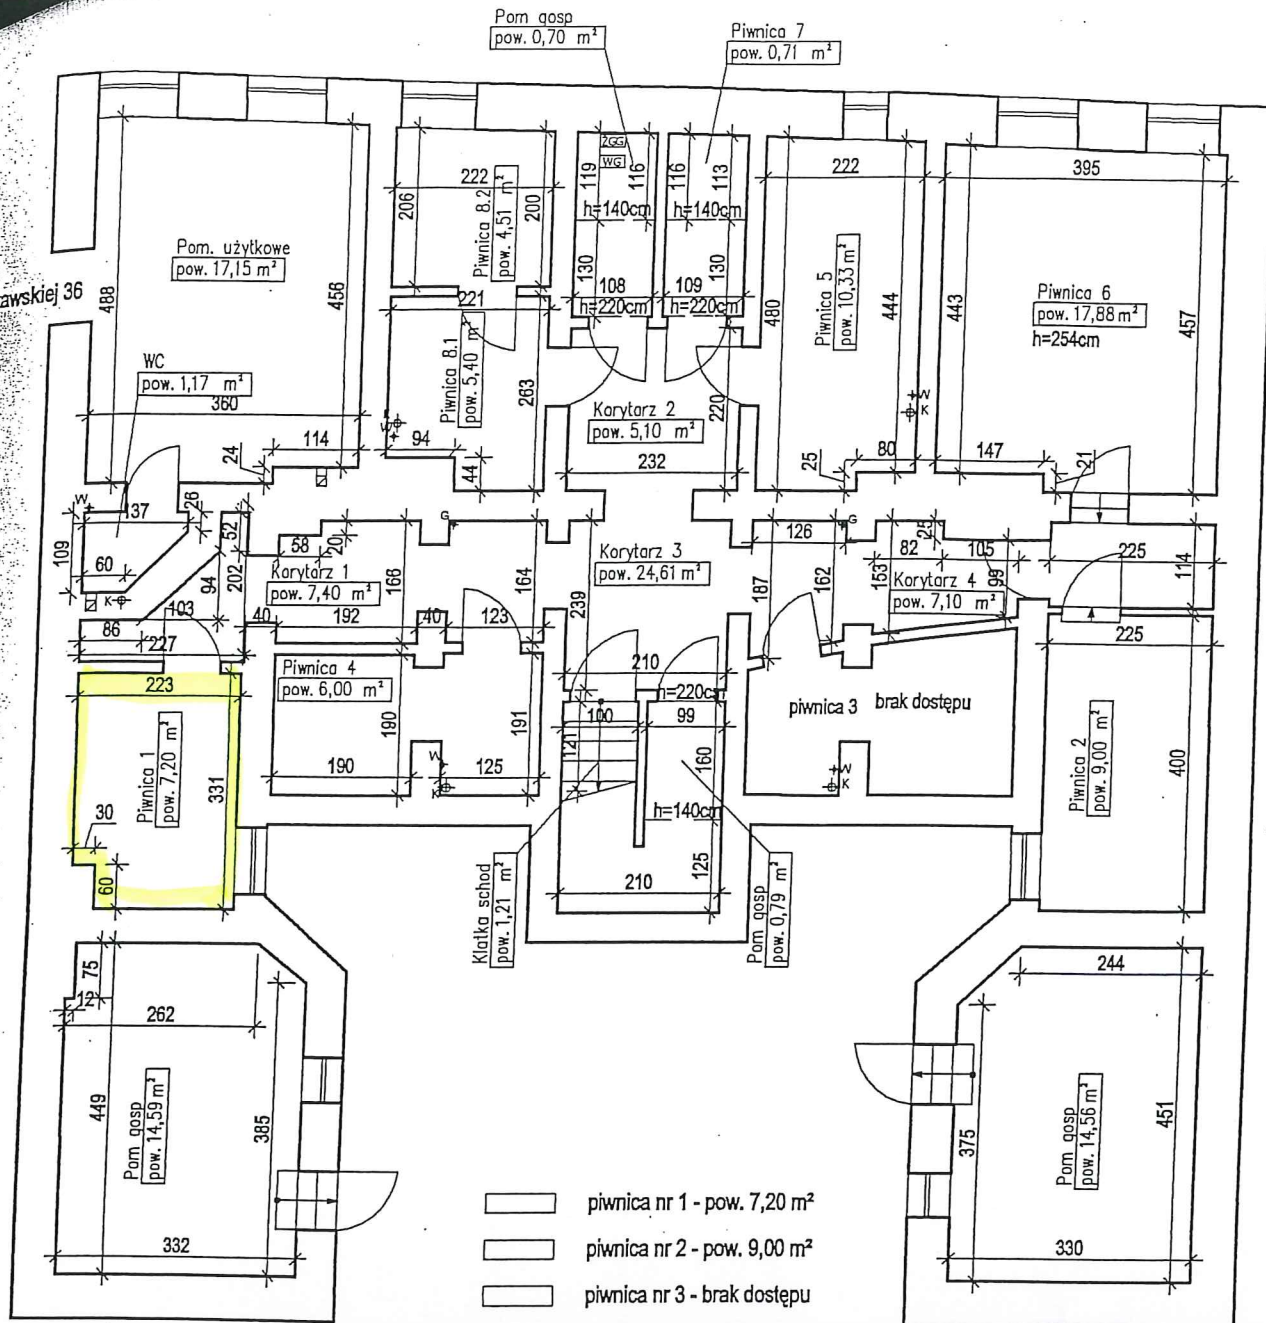 Pom gosp
pow. 0,70 m²
Piwnica 7
pow. 0,71 m²
222
206
200
Piwnica 8.2
pow. 4,51 m²
ZGG
WG
119
116
h=140cm
130
108
h=220cm
116
113
h=140cm
130
109
h=220cm
222
480
444
Piwnica 5
pow. 10,33 m²
395
443
457
Piwnica 6
pow. 17,88 m²
h=254cm
Pom. użytkowe
pow. 17,15 m²
488
456
awskiej 36
WC
pow. 1,17 m²
360
114
24
221
Piwnica 8.1
pow. 5,40 m²
263
W
94
44
Korytarz 2
pow. 5,10 m²
220
232
W
K
25
80
147
21
W
137
26
109
60
K
52
94
202
103
86
227
58
20
Korytarz 1
pow. 7,40 m²
166
40
192
40
G
164
123
Korytarz 3
pow. 24,61 m²
239
210
h=220cm
126
G
187
162
25
82
153
105
99
Korytarz 4
pow. 7,10 m²
225
114
225
223
Piwnica 1
pow. 7,20 m²
331
30
60
Piwnica 4
pow. 6,00 m²
190
191
190
W
K
125
100
121
99
160
h=140cm
125
210
Klatka schod
pow. 1,21 m²
Pom gosp
pow. 0,79 m²
piwnica 3 brak dostępu
W
K
Piwnica 2
pow. 9,00 m²
400
75
12
262
449
385
Pom gosp
pow. 14,59 m²
332
244
375
451
Pom gosp
pow. 14,56 m²
330
piwnica nr 1 - pow. 7,20 m²
piwnica nr 2 - pow. 9,00 m²
piwnica nr 3 - brak dostępu